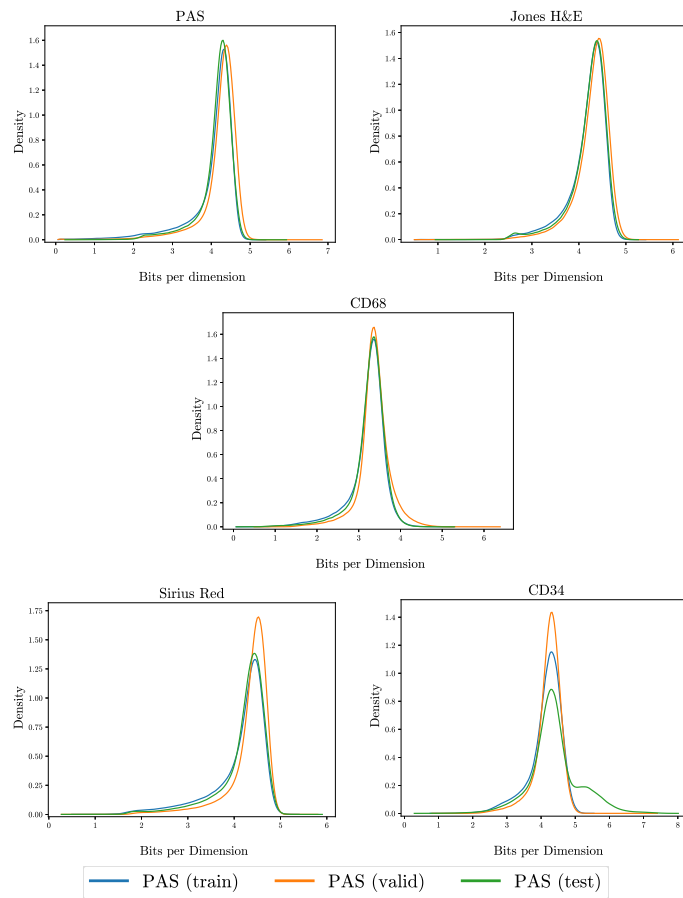 PAS
Jones H&E
1.6
1.4
1.2
1.0
0.8
0.6
0.4
0.2
0.0
Density
0 1 2 3 4 5 6 7
Bits per dimension
1.6
1.4
1.2
1.0
0.8
0.6
0.4
0.2
0.0
Density
1 2 3 4 5 6
Bits per Dimension
CD68
1.6
1.4
1.2
1.0
0.8
0.6
0.4
0.2
0.0
Density
0 1 2 3 4 5 6
Bits per Dimension
Sirius Red
1.75
1.50
1.25
1.00
0.75
0.50
0.25
0.00
Density
0 1 2 3 4 5 6
Bits per Dimension
CD34
1.4
1.2
1.0
0.8
0.6
0.4
0.2
0.0
Density
0 1 2 3 4 5 6 7 8
Bits per Dimension
PAS (train) PAS (valid) PAS (test)